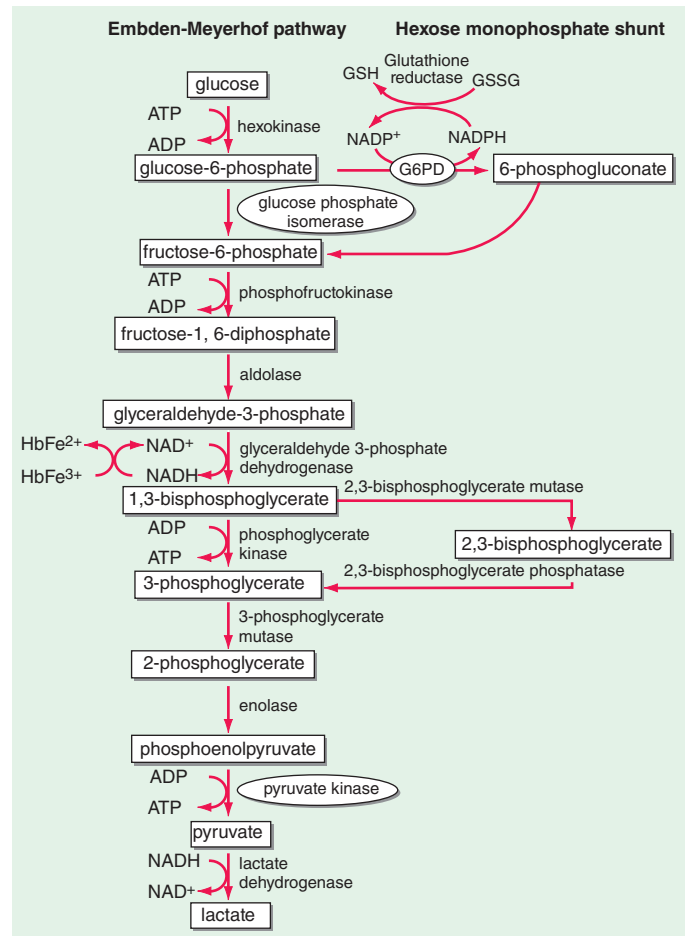 Embden-Meyerhof pathway
Hexose monophosphate shunt
Glutathione
reductase
GSH
GSSG
glucose
ATP
ADP
hexokinase
NADP+
NADPH
glucose-6-phosphate
G6PD
6-phosphogluconate
glucose phosphate
isomerase
fructose-6-phosphate
ATP
ADP
phosphofructokinase
fructose-1, 6-diphosphate
aldolase
glyceraldehyde-3-phosphate
HbFe2+
HbFe3+
NAD+
NADH
glyceraldehyde 3-phosphate
dehydrogenase
1,3-bisphosphoglycerate
2,3-bisphosphoglycerate mutase
ADP
ATP
phosphoglycerate
kinase
2,3-bisphosphoglycerate
3-phosphoglycerate
2,3-bisphosphoglycerate phosphatase
3-phosphoglycerate
mutase
2-phosphoglycerate
enolase
phosphoenolpyruvate
ADP
ATP
pyruvate kinase
pyruvate
NADH
NAD+
lactate
dehydrogenase
lactate